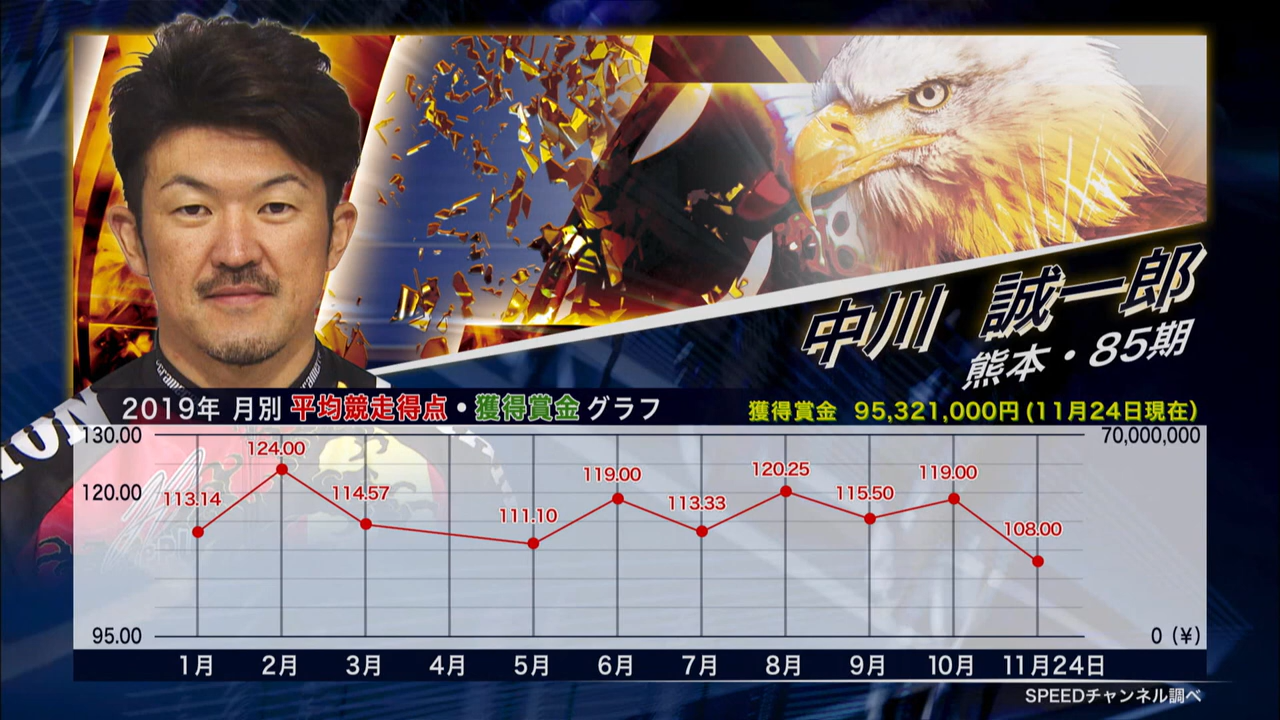 中川 誠一郎
熊本・85期
2019年 月別 平均競走得点・獲得賞金 グラフ
獲得賞金 95,321,000円(11月24日現在)
130.00
70,000,000
120.00
95.00
0 (¥)
113.14
124.00
114.57
111.10
119.00
113.33
120.25
115.50
119.00
108.00
1月 2月 3月 4月 5月 6月 7月 8月 9月 10月 11月24日
SPEEDチャンネル調べ